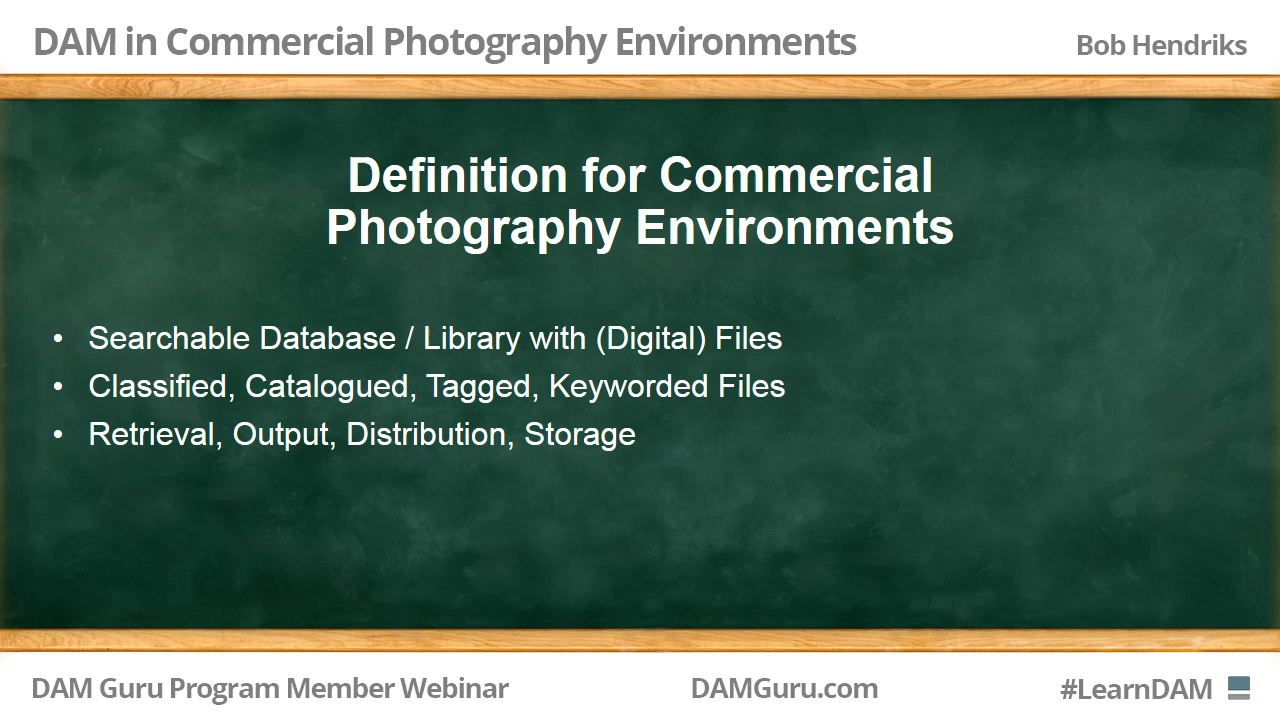 DAM in Commercial Photography Environments
Bob Hendriks
Definition for Commercial
Photography Environments
• Searchable Database / Library with (Digital) Files
• Classified, Catalogued, Tagged, Keyworded Files
• Retrieval, Output, Distribution, Storage
DAM Guru Program Member Webinar
DAMGuru.com
#LearnDAM